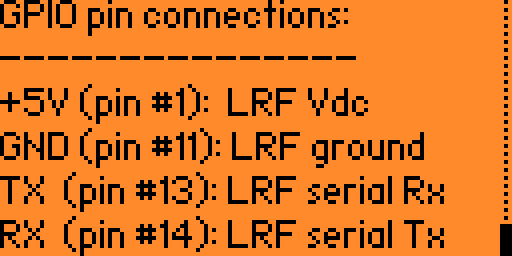 GPIO pin connections:
---------------
+5V (pin #1): LRF Vdc
GND (pin #11): LRF ground
TX (pin #13): LRF serial Rx
RX (pin #14): LRF serial Tx